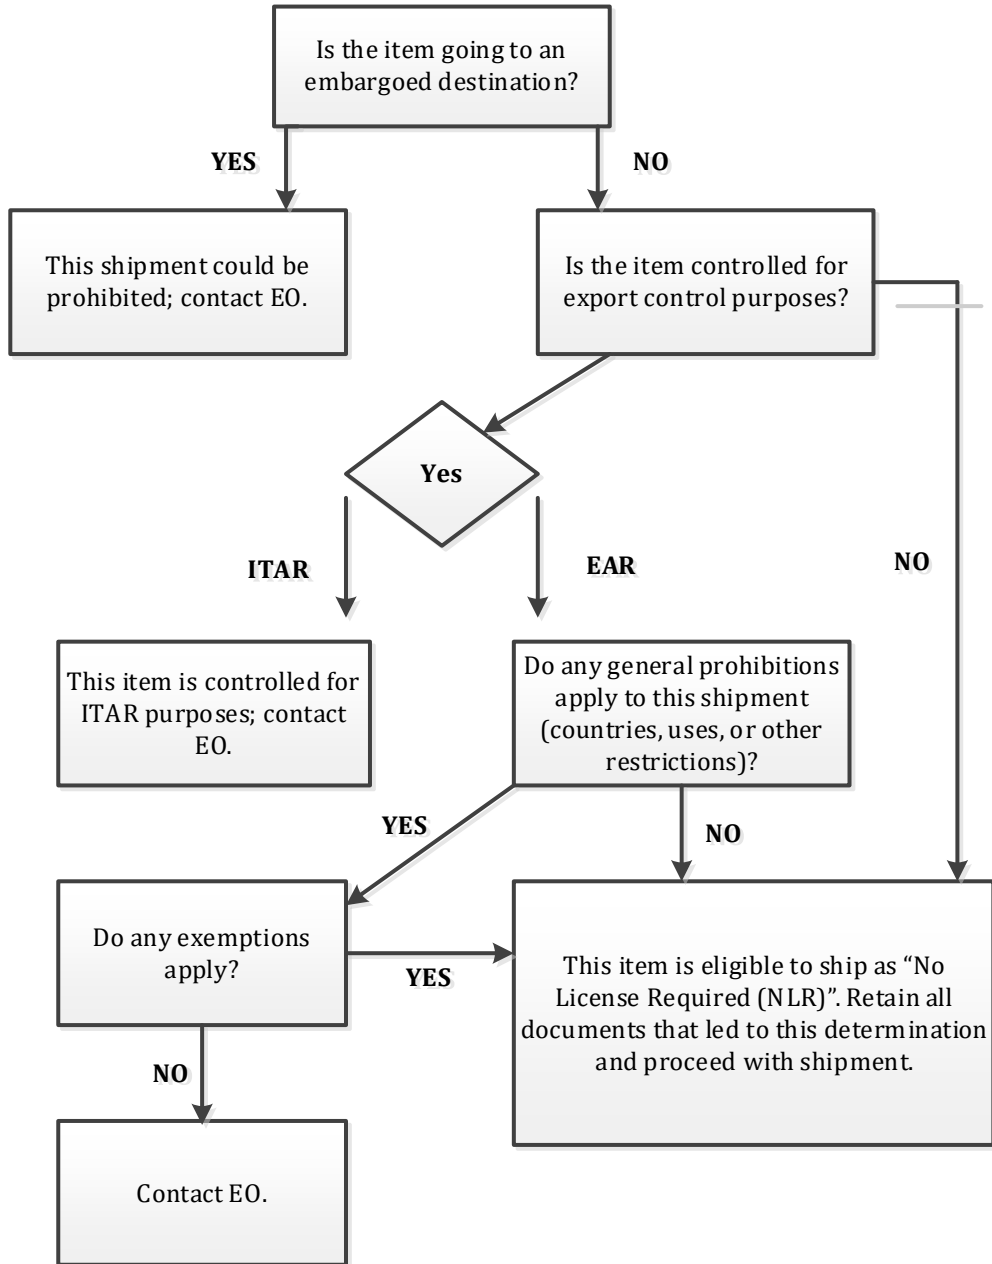 Is the item going to an
embargoed destination?
YES
NO
This shipment could be
prohibited; contact EO.
Is the item controlled for
export control purposes?
Yes
ITAR
EAR
NO
This item is controlled for
ITAR purposes; contact
EO.
Do any general prohibitions
apply to this shipment
(countries, uses, or other
restrictions)?
YES
NO
Do any exemptions
apply?
YES
This item is eligible to ship as “No
License Required (NLR)”. Retain all
documents that led to this determination
and proceed with shipment.
NO
Contact EO.